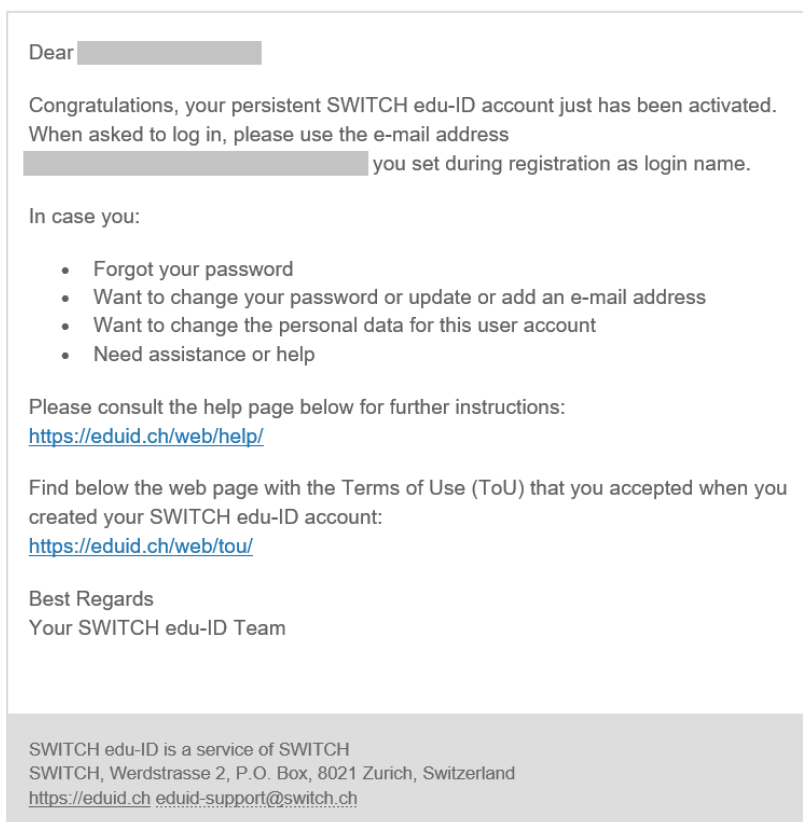 Dear
Congratulations, your persistent SWITCH edu-ID account just has been activated.
When asked to log in, please use the e-mail address
you set during registration as login name.
In case you:
• Forgot your password
• Want to change your password or update or add an e-mail address
• Want to change the personal data for this user account
• Need assistance or help
Please consult the help page below for further instructions:
https://eduid.ch/web/help/
Find below the web page with the Terms of Use (ToU) that you accepted when you
created your SWITCH edu-ID account:
https://eduid.ch/web/tou/
Best Regards
Your SWITCH edu-ID Team
SWITCH edu-ID is a service of SWITCH
SWITCH, Werdstrasse 2, P.O. Box, 8021 Zurich, Switzerland
https://eduid.ch eduid-support@switch.ch